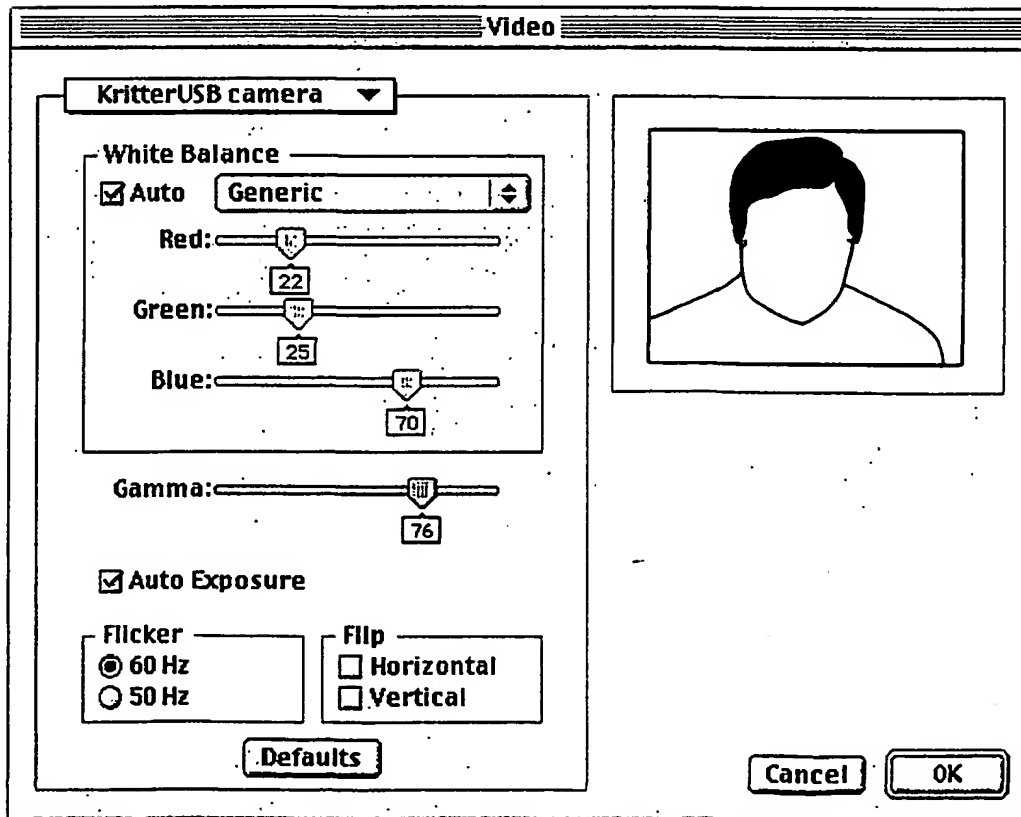 Video
KritterUSB camera
White Balance
Auto Generic
Red:
22
Green:
25
Blue:
70
Gamma:
76
Auto Exposure
Flicker
60 Hz
50 Hz
Flip
Horizontal
Vertical
Defaults
Cancel OK